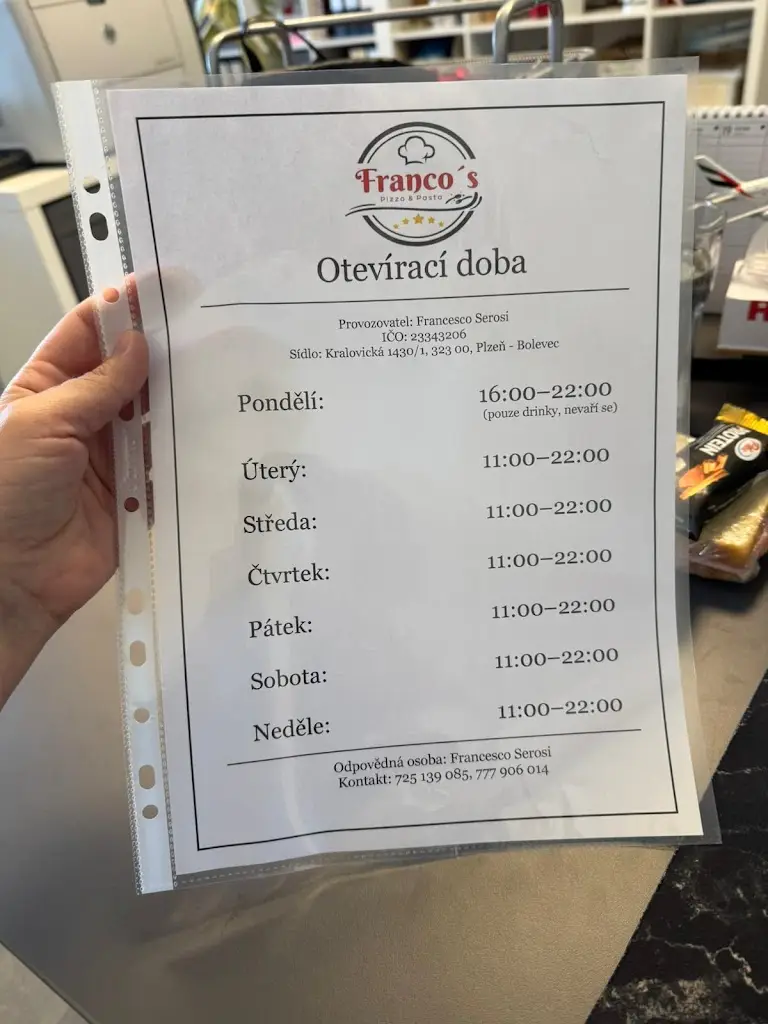 Franco´s
Pizza & Pasta
Otevírací doba
Provozovatel: Francesco Serosi
IČO: 23343206
Sídlo: Kralovická 1430/1, 323 00, Plzeň - Bolevec
Pondělí: 16:00–22:00
(pouze drinky, nevaří se)
Úterý: 11:00–22:00
Středa: 11:00–22:00
Čtvrtek: 11:00–22:00
Pátek: 11:00–22:00
Sobota: 11:00–22:00
Neděle: 11:00–22:00
Odpovědná osoba: Francesco Serosi
Kontakt: 725 139 085, 777 906 014
PROTEIN